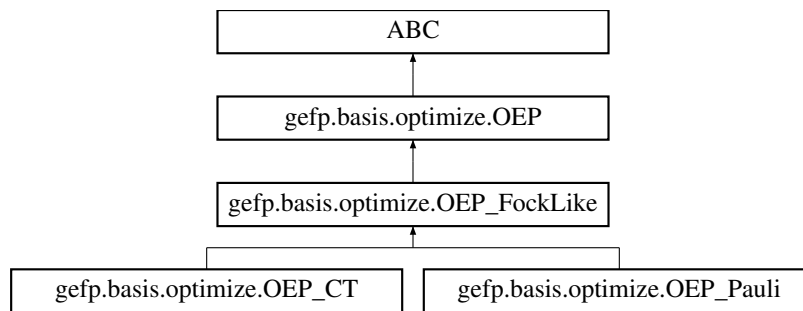 ABC
gefp.basis.optimize.OEP
gefp.basis.optimize.OEP_FockLike
gefp.basis.optimize.OEP_CT
gefp.basis.optimize.OEP_Pauli